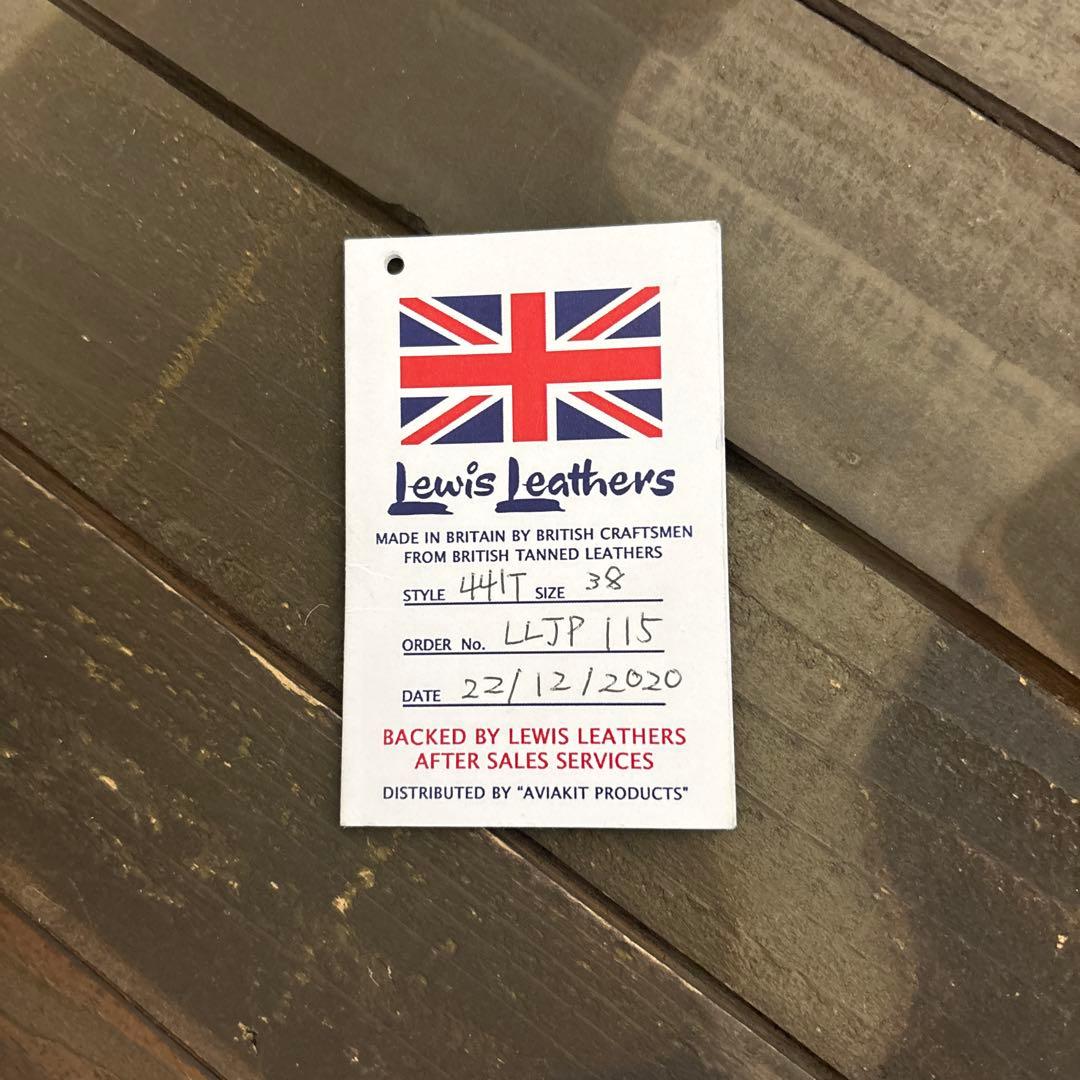 Lewis Leathers
MADE IN BRITAIN BY BRITISH CRAFTSMEN
FROM BRITISH TANNED LEATHERS
STYLE 441T SIZE 38
ORDER No. LLJP 115
DATE 22/12/2020
BACKED BY LEWIS LEATHERS
AFTER SALES SERVICES
DISTRIBUTED BY "AVIAKIT PRODUCTS"